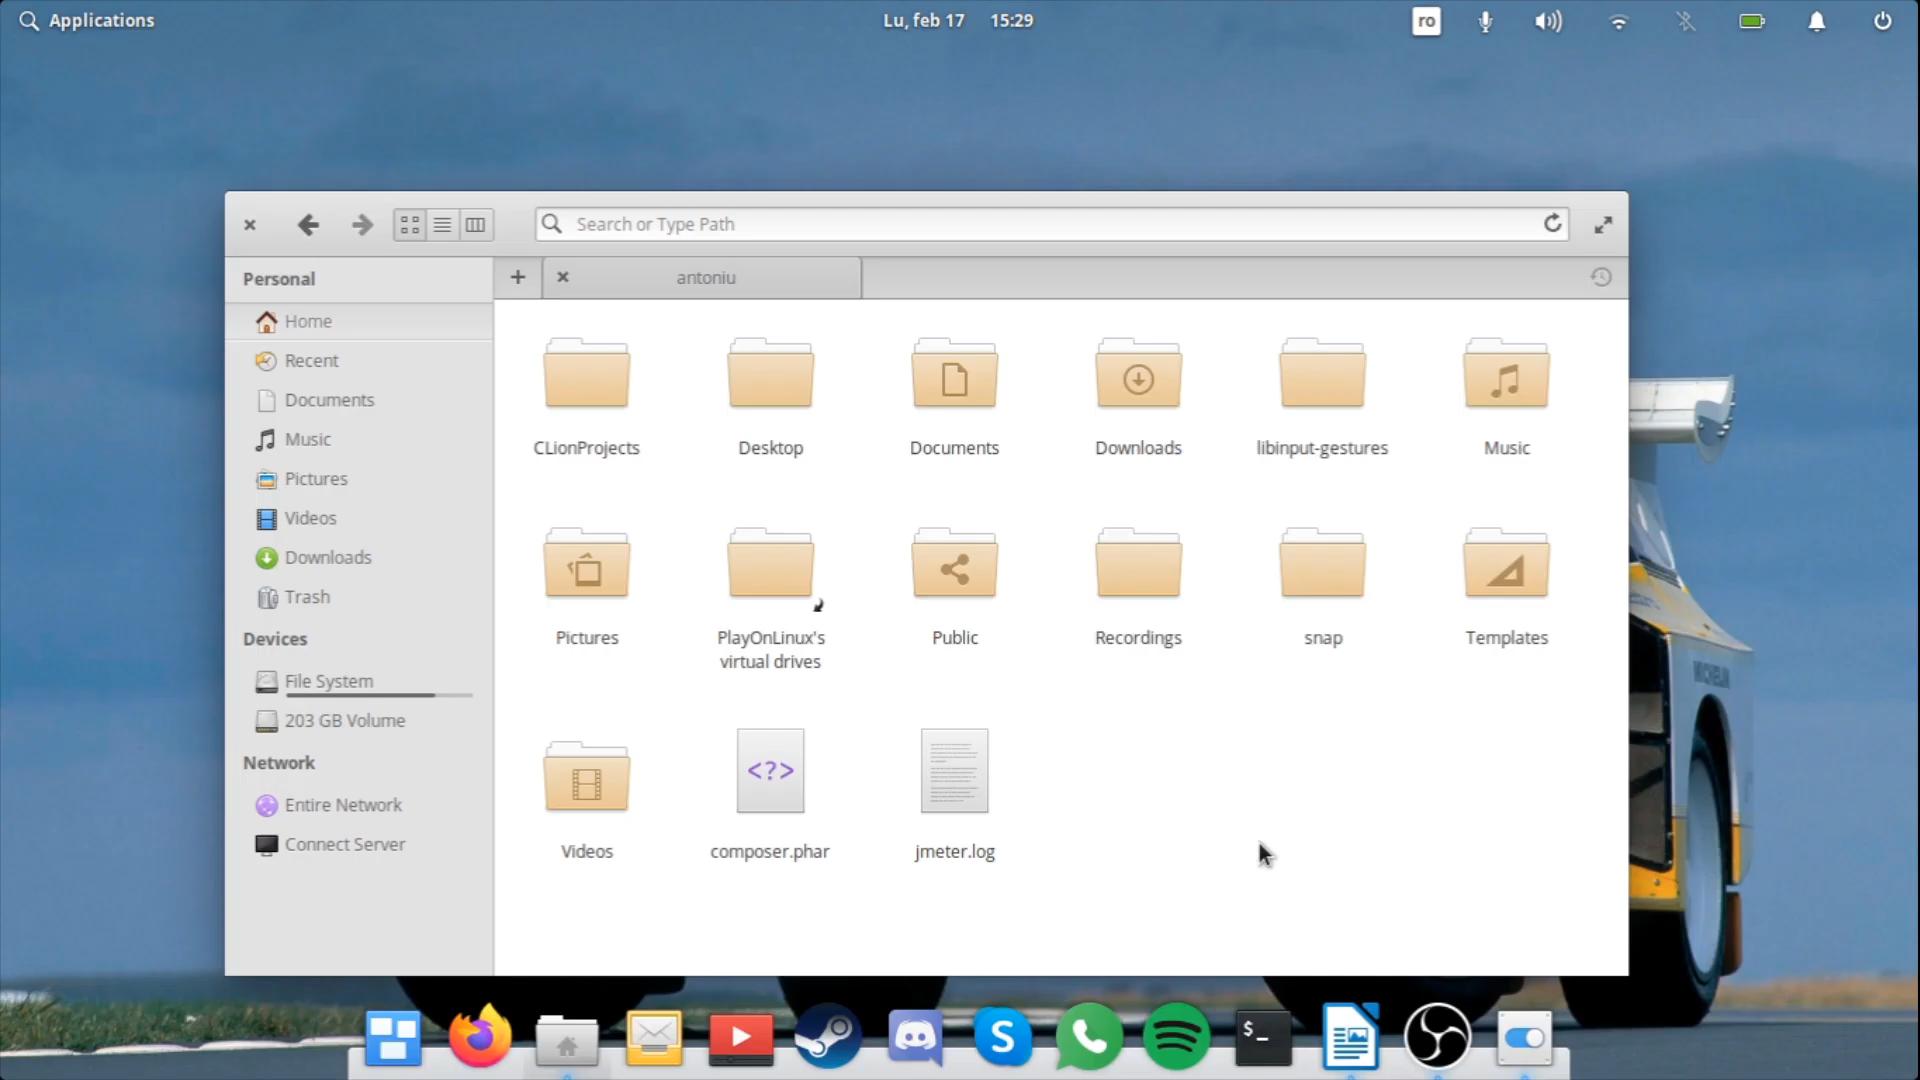 Applications
Lu, feb 17 15:29
ro
Search or Type Path
Personal
antoniu
Home
Recent
Documents
Music
Pictures
Videos
Downloads
Trash
Devices
File System
203 GB Volume
Network
Entire Network
Connect Server
CLionProjects
Desktop
Documents
Downloads
libinput-gestures
Music
Pictures
PlayOnLinux's
virtual drives
Public
Recordings
snap
Templates
Videos
<?>
composer.phar
jmeter.log
MICHELIN
S
$_